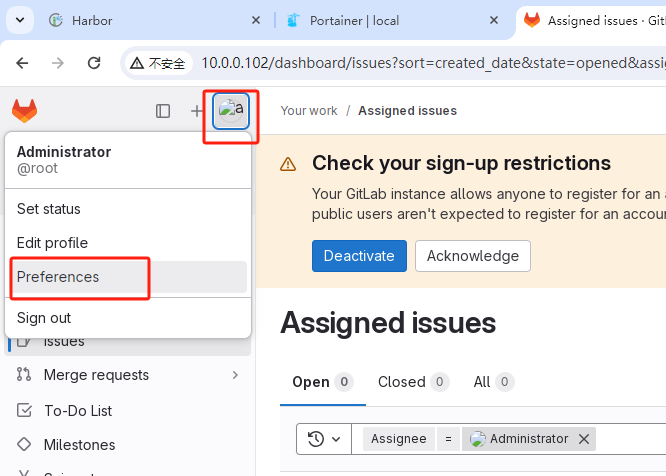 Harbor
Portainer | local
Assigned issues · Git
不安全
10.0.0.102/dashboard/issues?sort=created_date&state=opened&assig
a
Your work / Assigned issues
Administrator
@root
Set status
Edit profile
Preferences
Sign out
Issues
Merge requests
To-Do List
Milestones
Check your sign-up restrictions
Your GitLab instance allows anyone to register for an a
public users aren't expected to register for an accour
Deactivate
Acknowledge
Assigned issues
Open 0
Closed 0
All 0
Assignee = Administrator